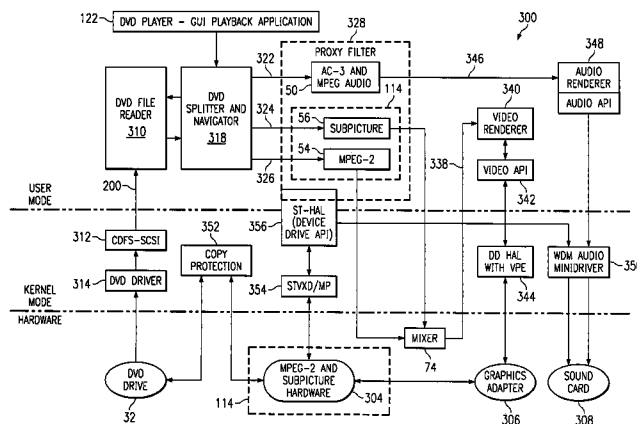 122
DVD PLAYER - GUI PLAYBACK APPLICATION
328
300
PROXY FILTER
322
346
348
AC-3 AND
MPEG AUDIO
50
AUDIO
RENDERER
AUDIO API
DVD FILE
READER
310
DVD
SPLITTER AND
NAVIGATOR
318
114
340
324
56
SUBPICTURE
VIDEO
RENDERER
54
MPEG-2
338
326
VIDEO API
342
200
USER
MODE
ST-HAL
(DEVICE
DRIVE API)
356
312
CDFS-SCSI
352
COPY
PROTECTION
DD HAL
WITH VPE
344
WDM AUDIO
MINIDRIVER
350
314
DVD DRIVER
354
STVXD/MP
KERNEL
MODE
HARDWARE
MIXER
74
DVD
DRIVE
32
MPEG-2 AND
SUBPICTURE
HARDWARE
304
114
GRAPHICS
ADAPTER
306
SOUND
CARD
308